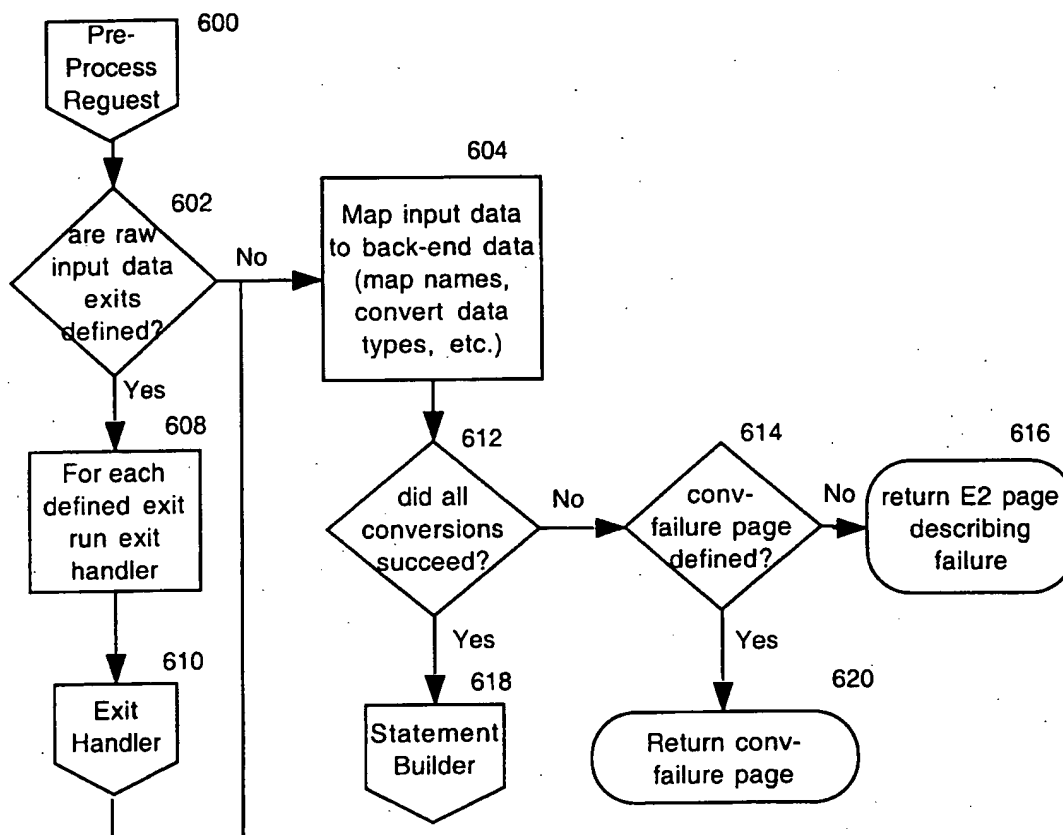 600
Pre-
Process
Reguest
602
are raw
input data
exits
defined?
No
Yes
604
Map input data
to back-end data
(map names,
convert data
types, etc.)
608
For each
defined exit
run exit
handler
610
Exit
Handler
612
did all
conversions
succeed?
No
Yes
614
conv-
failure page
defined?
No
Yes
616
return E2 page
describing
failure
618
Statement
Builder
620
Return conv-
failure page